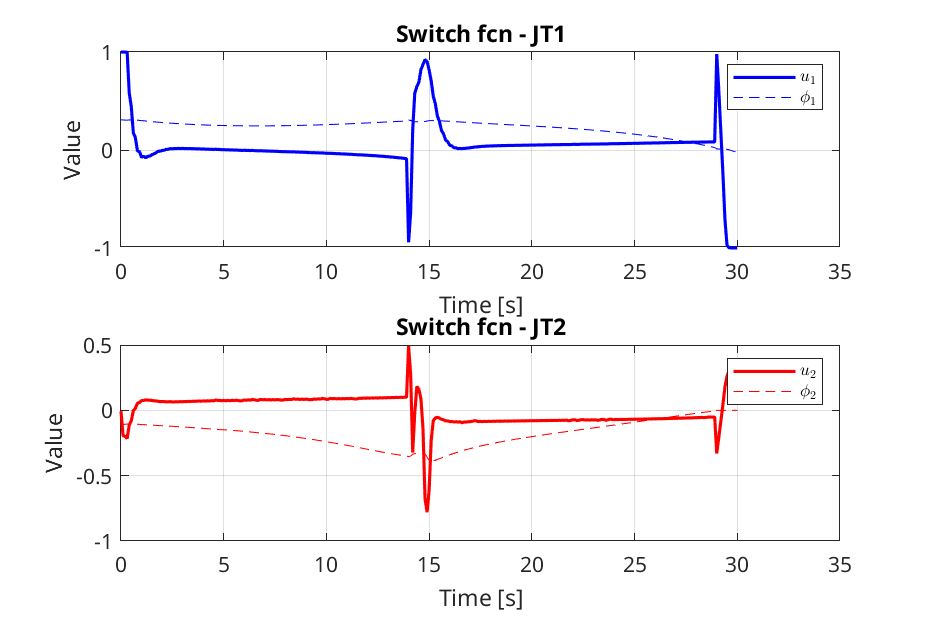 Switch fcn - JT1
1
0
-1
Value
u₁
ϕ₁
0 5 10 15 20 25 30 35
Time [s]
Switch fcn - JT2
0.5
0
-0.5
-1
Value
u₂
ϕ₂
0 5 10 15 20 25 30 35
Time [s]